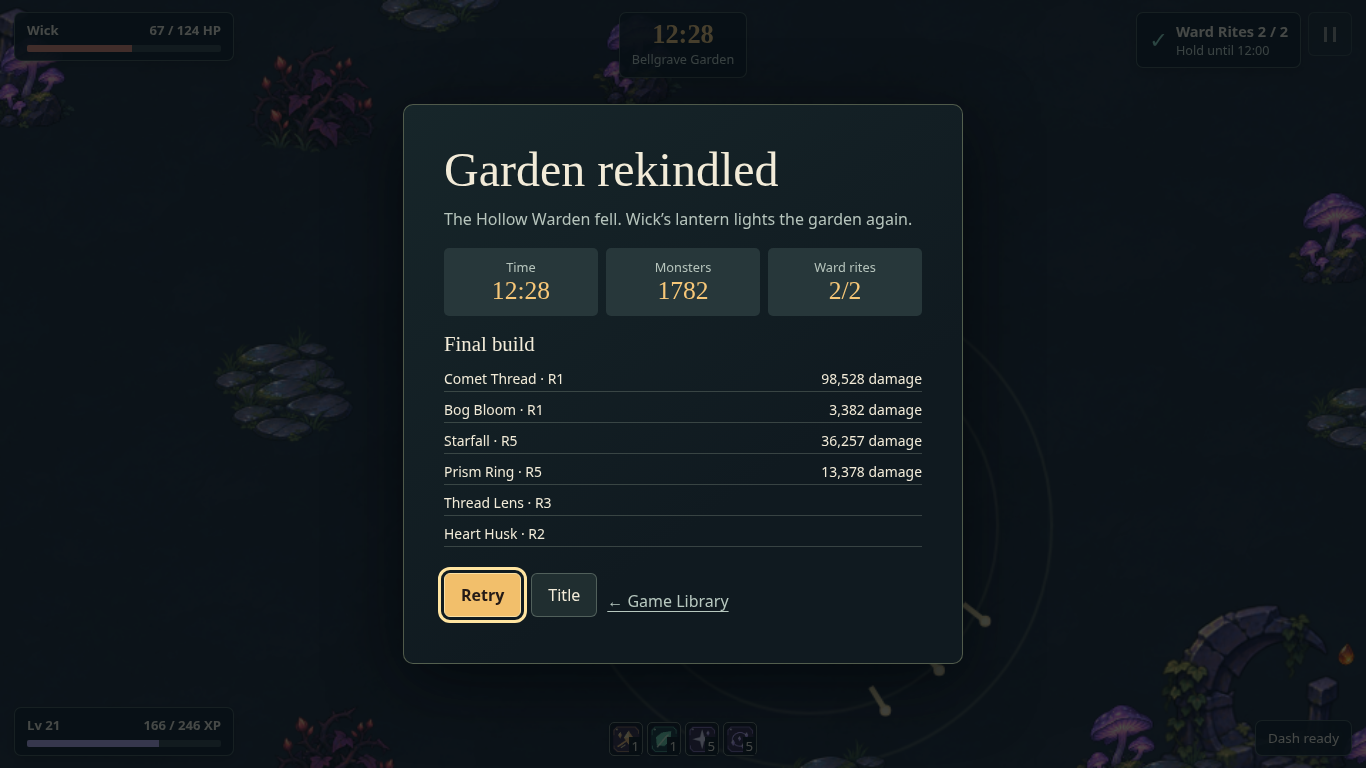 Wick 67 / 124 HP
12:28
Bellgrave Garden
✓ Ward Rites 2 / 2
Hold until 12:00
Garden rekindled
The Hollow Warden fell. Wick’s lantern lights the garden again.
Time Monsters Ward rites
12:28 1782 2/2
Final build
Comet Thread · R1 98,528 damage
Bog Bloom · R1 3,382 damage
Starfall · R5 36,257 damage
Prism Ring · R5 13,378 damage
Thread Lens · R3
Heart Husk · R2
Retry Title ← Game Library
Lv 21 166 / 246 XP
1 1 5 5
Dash ready